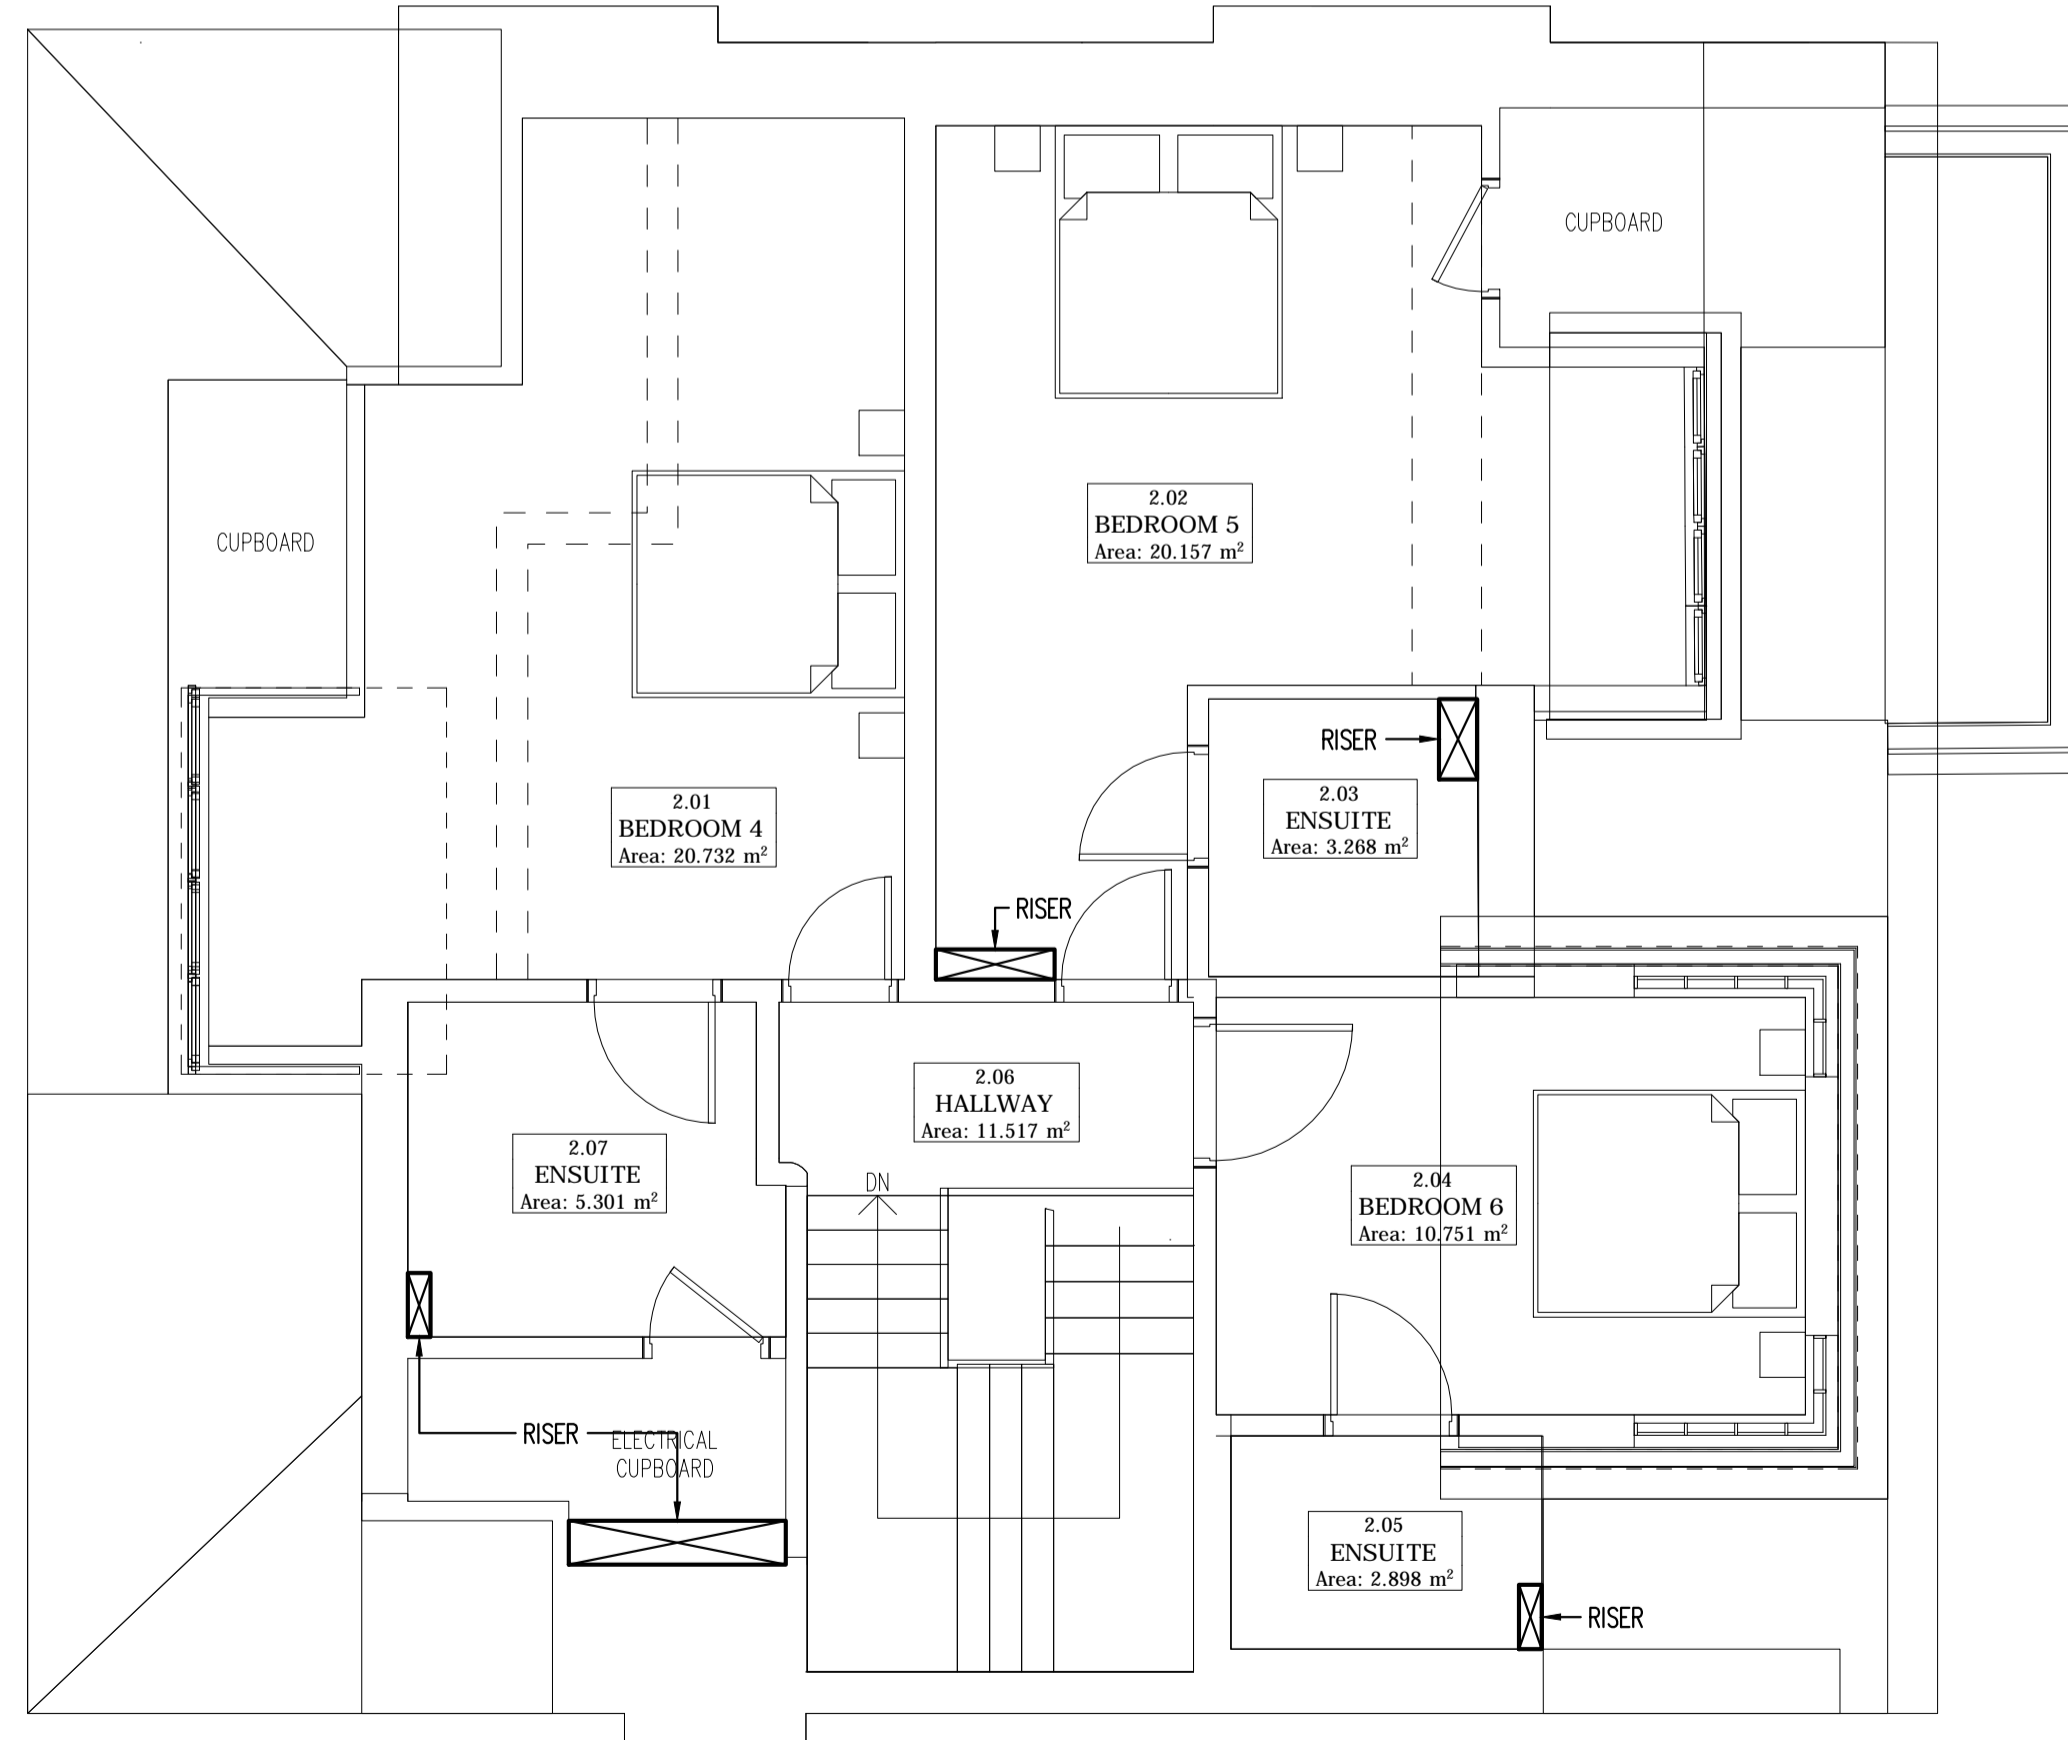 CUPBOARD
CUPBOARD
2.02
BEDROOM 5
Area: 20.157 m²
RISER
2.01
BEDROOM 4
Area: 20.732 m²
2.03
ENSUITE
Area: 3.268 m²
RISER
2.06
HALLWAY
Area: 11.517 m²
2.07
ENSUITE
Area: 5.301 m²
DN
2.04
BEDROOM 6
Area: 10.751 m²
RISER
ELECTRICAL
CUPBOARD
2.05
ENSUITE
Area: 2.898 m²
RISER